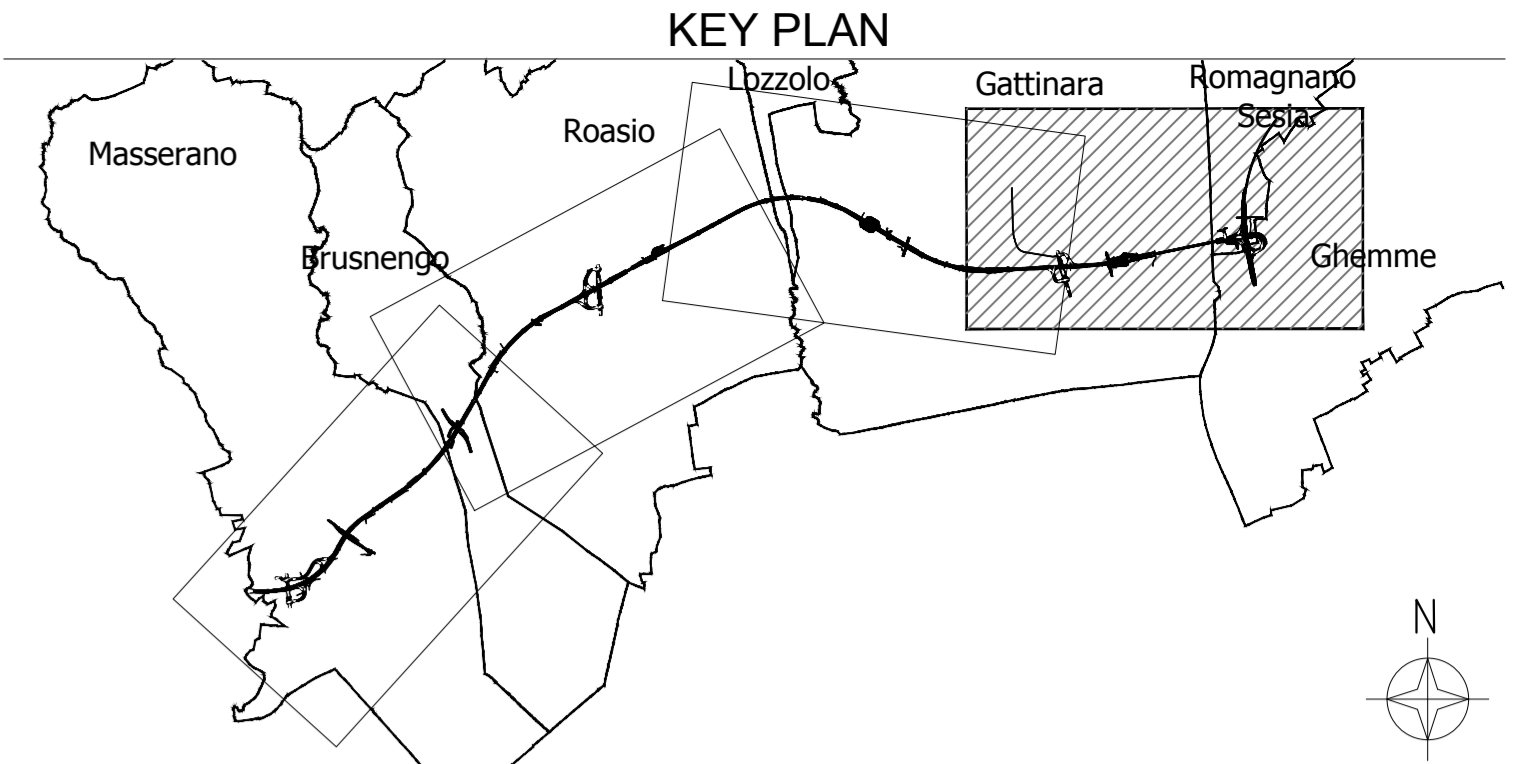 KEY PLAN
Lozzolo
Gattinara
Romagnano
Sesia
Roasio
Masserano
Brusnengo
Ghemme
N